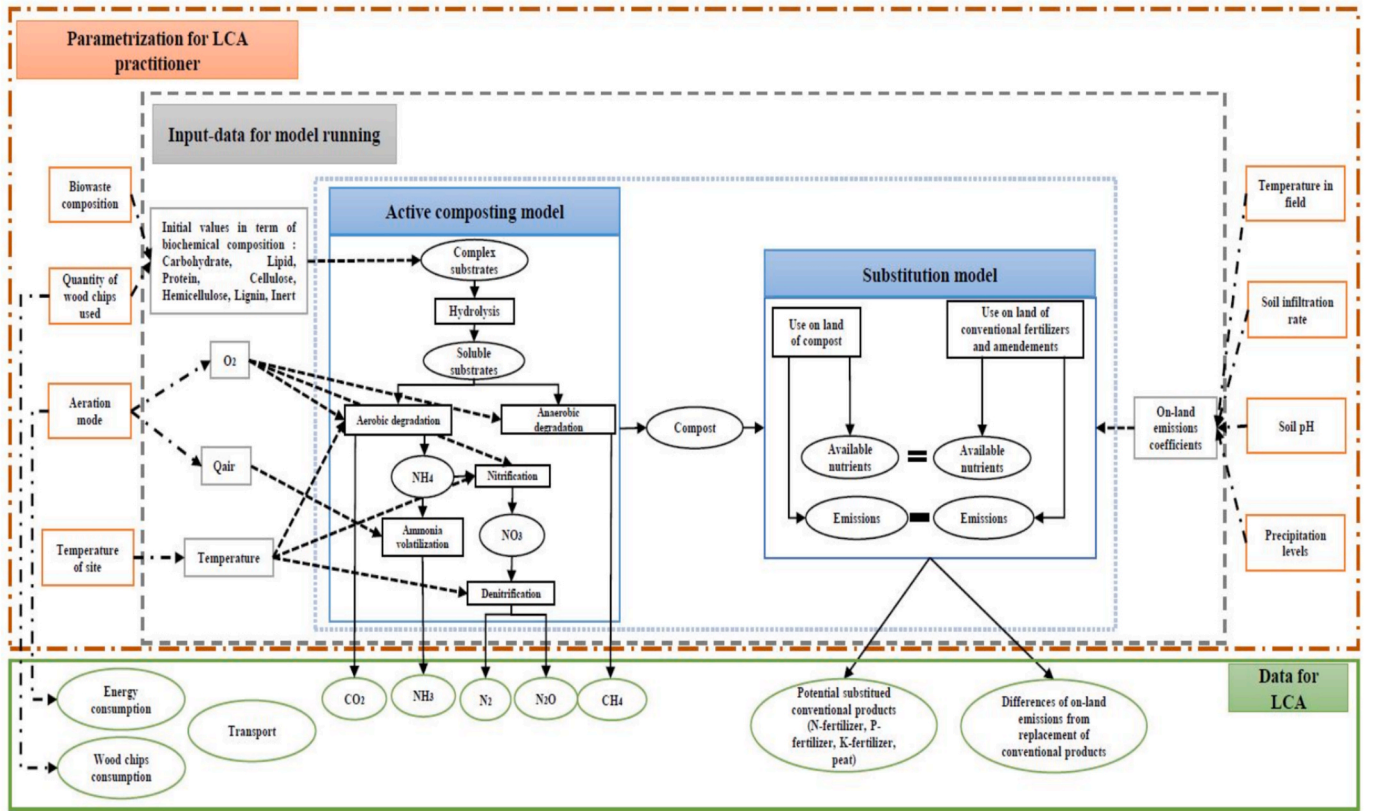 Parametrization for LCA
practitioner
Input-data for model running
Biowaste
composition
Quantity of
wood chips
used
Aeration
mode
Temperature
of site
Initial values in term of
biochemical composition :
Carbohydrate, Lipid,
Protein, Cellulose,
Hemicellulose, Lignin, Inert
O2
Qair
Temperature
Active composting model
Complex
substrates
Hydrolysis
Soluble
substrates
Aerobic degradation
Anaerobic
degradation
NH4
Nitrification
Ammonia
volatilization
NO3
Denitrification
Compost
Substitution model
Use on land
of compost
Use on land of
conventional fertilizers
and amendements
Available
nutrients
=
Available
nutrients
Emissions
Emissions
On-land
emissions
coefficients
Temperature in
field
Soil infiltration
rate
Soil pH
Precipitation
levels
Data for
LCA
Energy
consumption
Transport
Wood chips
consumption
CO2
NH3
N2
N2O
CH4
Potential substitued
conventional products
(N-fertilizer, P-
fertilizer, K-fertilizer,
peat)
Differences of on-land
emissions from
replacement of
conventional products